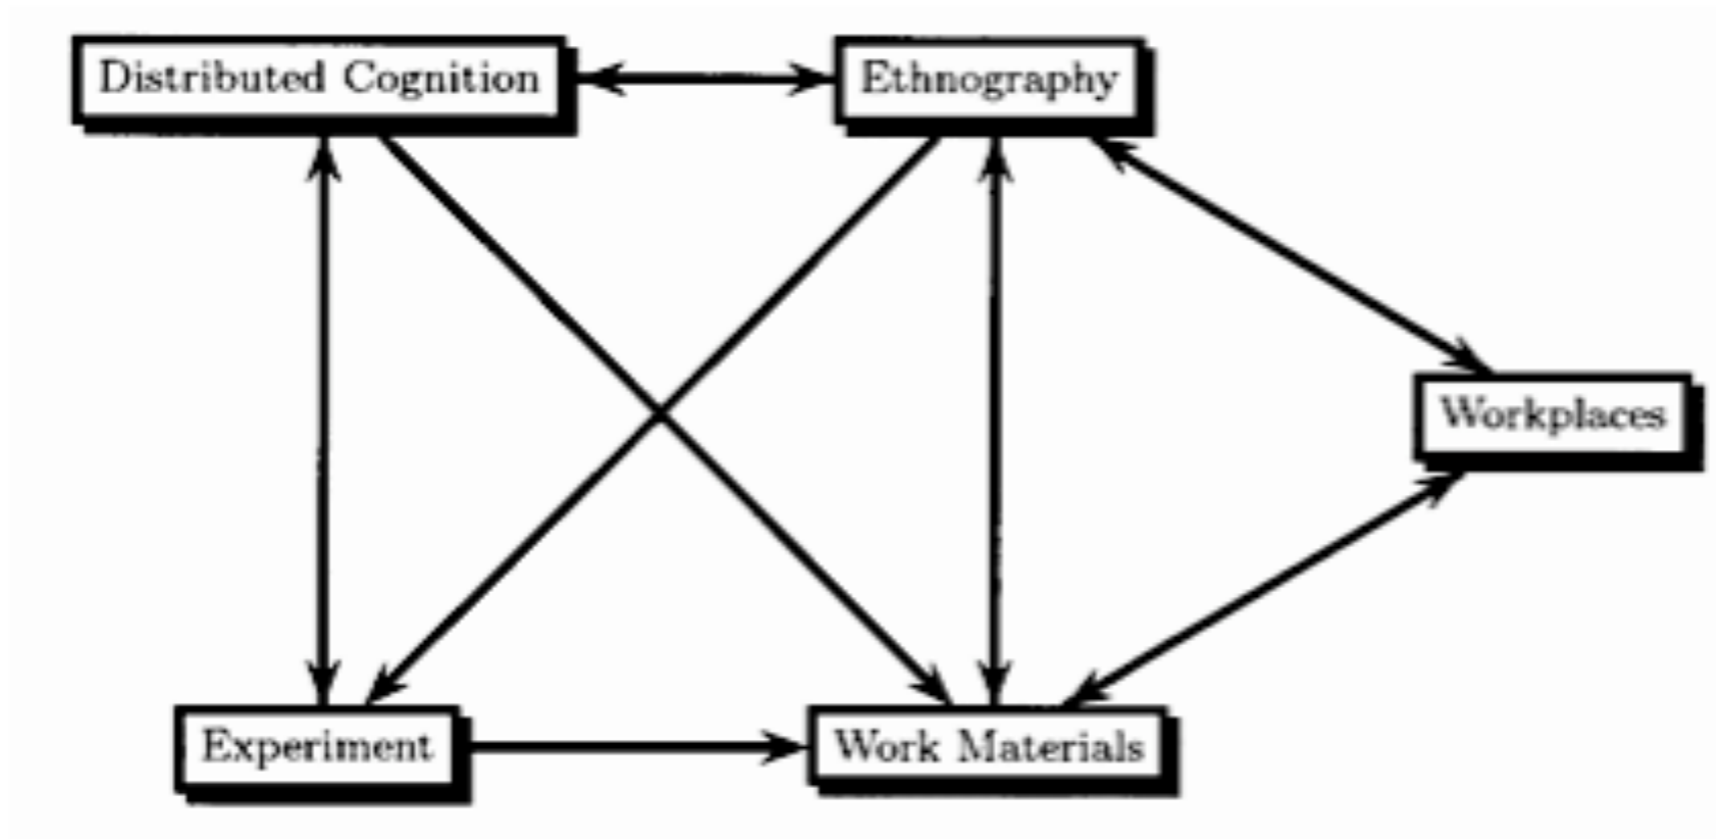 Distributed Cognition
Ethnography
Workplaces
Experiment
Work Materials